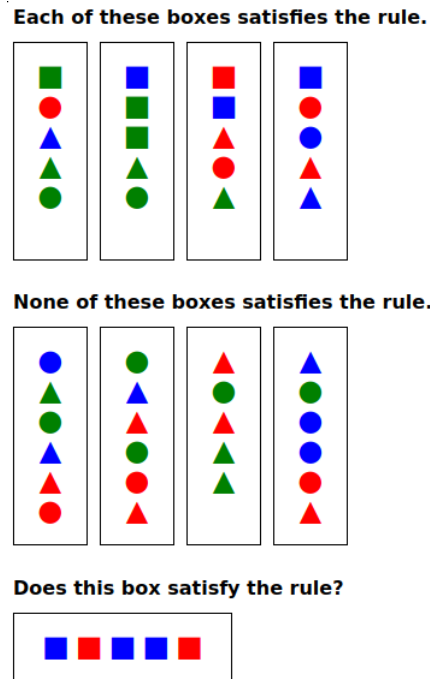 Each of these boxes satisfies the rule.
None of these boxes satisfies the rule.
Does this box satisfy the rule?